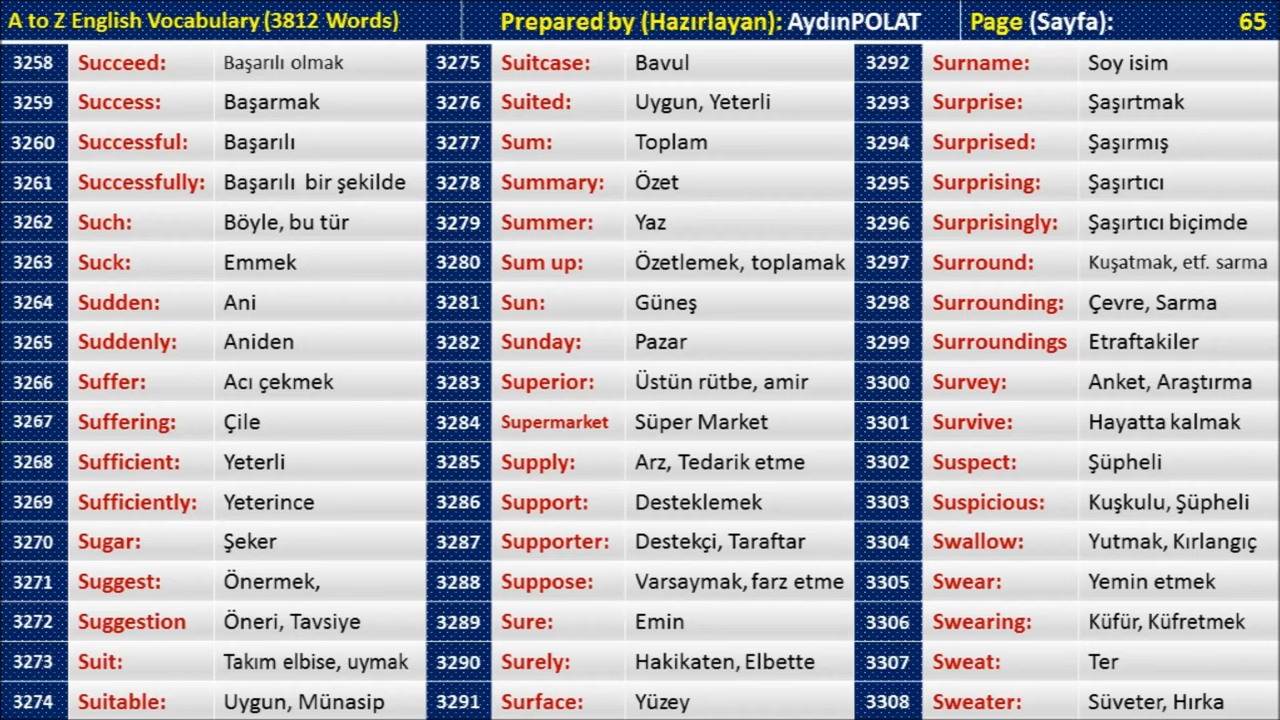 A to Z English Vocabulary (3812 Words) Prepared by (Hazırlayan): AydınPOLAT Page (Sayfa): 65
3258 Succeed: Başarılı olmak
3259 Success: Başarmak
3260 Successful: Başarılı
3261 Successfully: Başarılı bir şekilde
3262 Such: Böyle, bu tür
3263 Suck: Emmek
3264 Sudden: Ani
3265 Suddenly: Aniden
3266 Suffer: Acı çekmek
3267 Suffering: Çile
3268 Sufficient: Yeterli
3269 Sufficiently: Yeterince
3270 Sugar: Şeker
3271 Suggest: Önermek,
3272 Suggestion Öneri, Tavsiye
3273 Suit: Takım elbise, uymak
3274 Suitable: Uygun, Münasip
3275 Suitcase: Bavul
3276 Suited: Uygun, Yeterli
3277 Sum: Toplam
3278 Summary: Özet
3279 Summer: Yaz
3280 Sum up: Özetlemek, toplamak
3281 Sun: Güneş
3282 Sunday: Pazar
3283 Superior: Üstün rütbe, amir
3284 Supermarket Süper Market
3285 Supply: Arz, Tedarik etme
3286 Support: Desteklemek
3287 Supporter: Destekçi, Taraftar
3288 Suppose: Varsaymak, farz etme
3289 Sure: Emin
3290 Surely: Hakikaten, Elbette
3291 Surface: Yüzey
3292 Surname: Soy isim
3293 Surprise: Şaşırtmak
3294 Surprised: Şaşırmış
3295 Surprising: Şaşırtıcı
3296 Surprisingly: Şaşırtıcı biçimde
3297 Surround: Kuşatmak, etf. sarma
3298 Surrounding: Çevre, Sarma
3299 Surroundings Etraftakiler
3300 Survey: Anket, Araştırma
3301 Survive: Hayatta kalmak
3302 Suspect: Şüpheli
3303 Suspicious: Kuşkulu, Şüpheli
3304 Swallow: Yutmak, Kırlangıç
3305 Swear: Yemin etmek
3306 Swearing: Küfür, Küfretmek
3307 Sweat: Ter
3308 Sweater: Süveter, Hırka